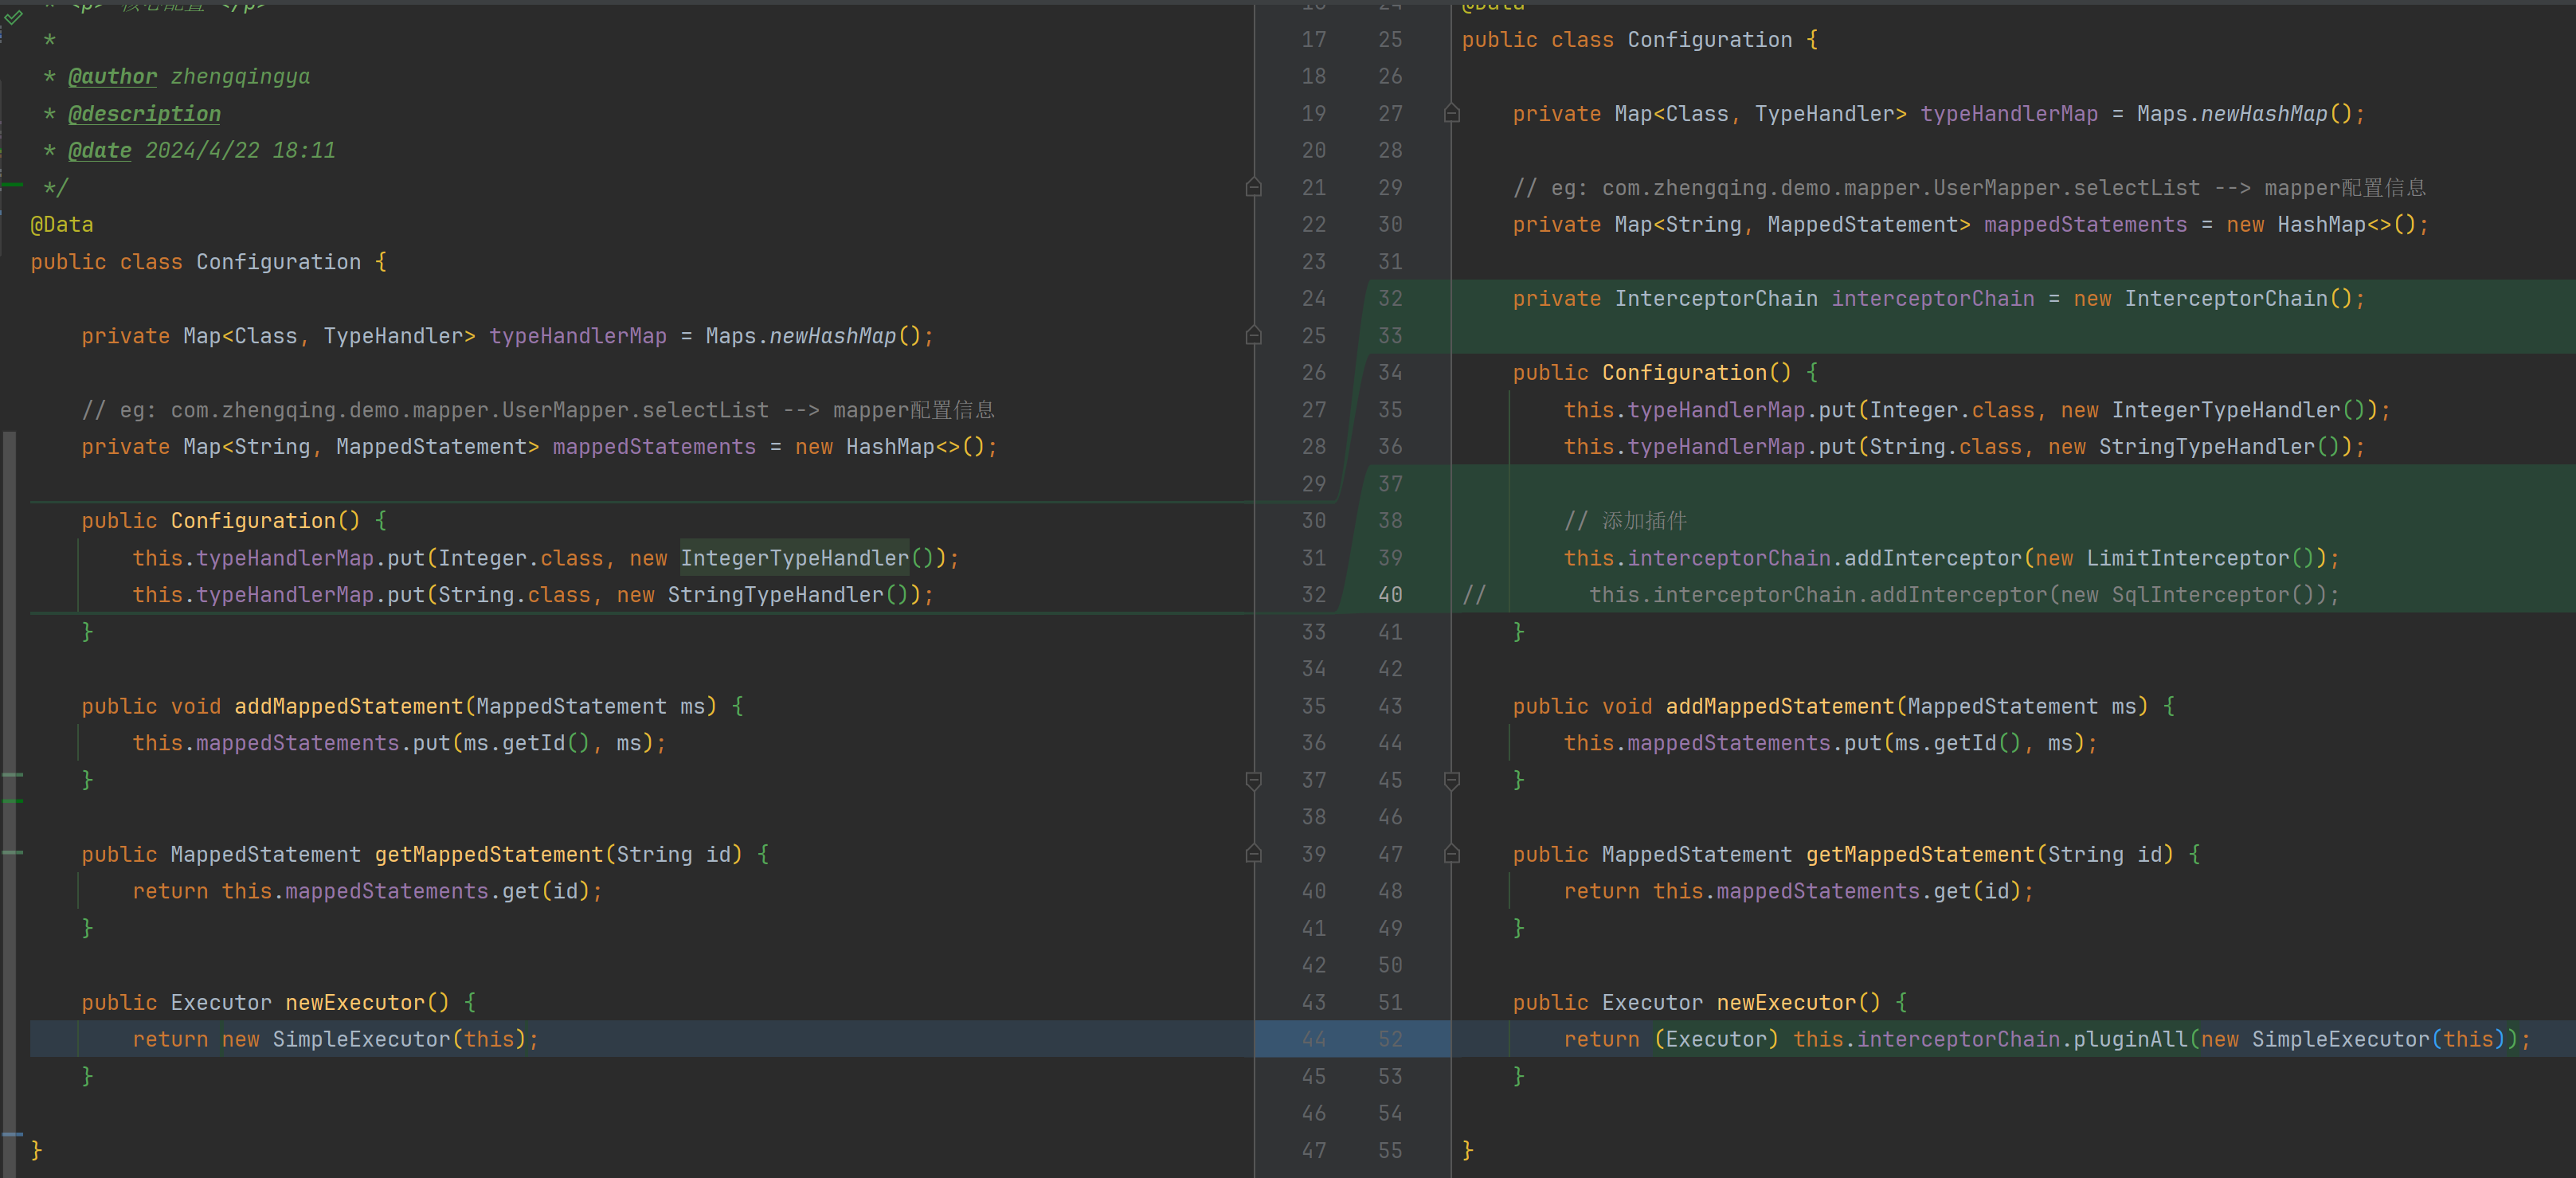 * <p> 核心配置 </p>
*
* @author zhengqingya
* @description
* @date 2024/4/22 18:11
*/
@Data
public class Configuration {
private Map<Class, TypeHandler> typeHandlerMap = Maps.newHashMap();
// eg: com.zhengqing.demo.mapper.UserMapper.selectList --> mapper配置信息
private Map<String, MappedStatement> mappedStatements = new HashMap<>();
public Configuration() {
this.typeHandlerMap.put(Integer.class, new IntegerTypeHandler());
this.typeHandlerMap.put(String.class, new StringTypeHandler());
}
public void addMappedStatement(MappedStatement ms) {
this.mappedStatements.put(ms.getId(), ms);
}
public MappedStatement getMappedStatement(String id) {
return this.mappedStatements.get(id);
}
public Executor newExecutor() {
return new SimpleExecutor(this);
}
}
16 24
17 25
18 26
19 27
20 28
21 29
22 30
23 31
24 32
25 33
26 34
27 35
28 36
29 37
30 38
31 39
32 40
33 41
34 42
35 43
36 44
37 45
38 46
39 47
40 48
41 49
42 50
43 51
44 52
45 53
46 54
47 55
@Data
public class Configuration {
private Map<Class, TypeHandler> typeHandlerMap = Maps.newHashMap();
// eg: com.zhengqing.demo.mapper.UserMapper.selectList --> mapper配置信息
private Map<String, MappedStatement> mappedStatements = new HashMap<>();
private InterceptorChain interceptorChain = new InterceptorChain();
public Configuration() {
this.typeHandlerMap.put(Integer.class, new IntegerTypeHandler());
this.typeHandlerMap.put(String.class, new StringTypeHandler());
// 添加插件
this.interceptorChain.addInterceptor(new LimitInterceptor());
// this.interceptorChain.addInterceptor(new SqlInterceptor());
}
public void addMappedStatement(MappedStatement ms) {
this.mappedStatements.put(ms.getId(), ms);
}
public MappedStatement getMappedStatement(String id) {
return this.mappedStatements.get(id);
}
public Executor newExecutor() {
return (Executor) this.interceptorChain.pluginAll(new SimpleExecutor(this));
}
}